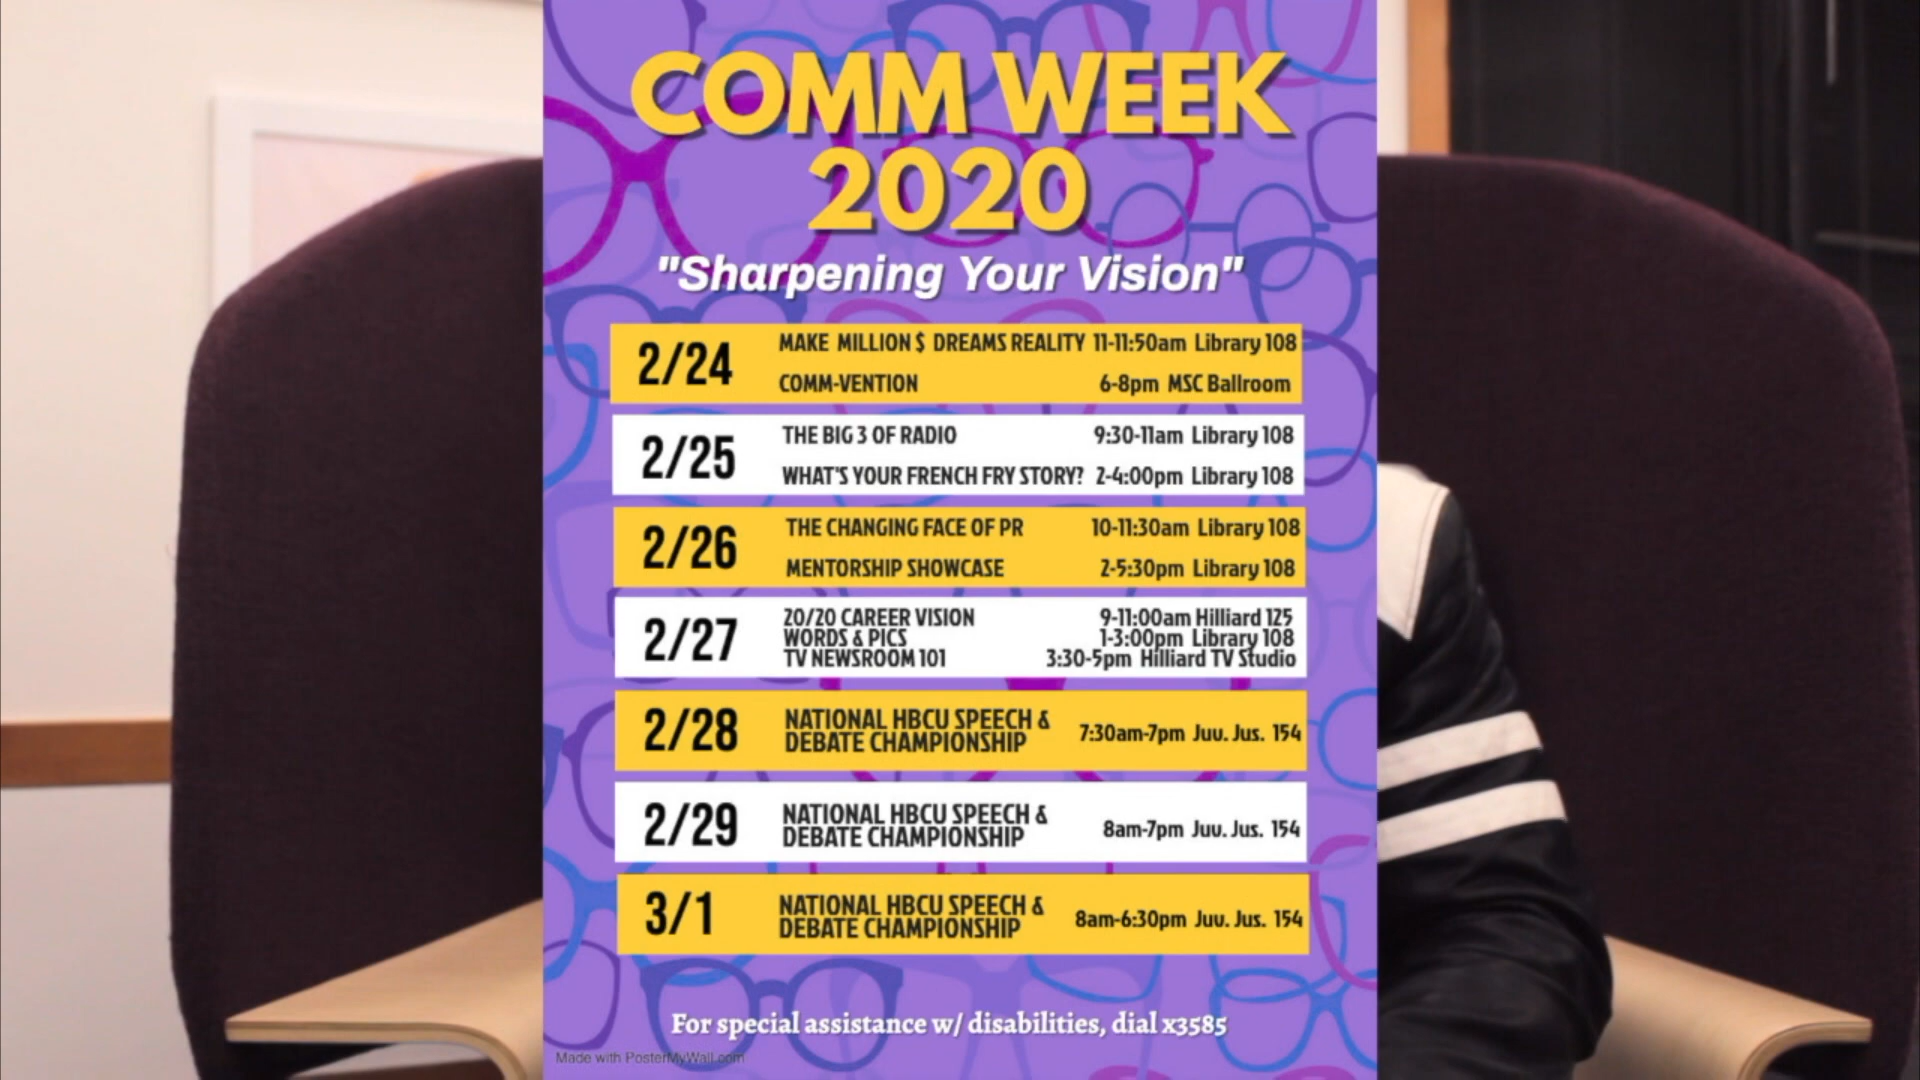 COMM WEEK
2020
"Sharpening Your Vision"
2/24
MAKE MILLION $ DREAMS REALITY 11-11:50am Library 108
COMM-VENTION 6-8pm MSC Ballroom
2/25
THE BIG 3 OF RADIO 9:30-11am Library 108
WHAT'S YOUR FRENCH FRY STORY? 2-4:00pm Library 108
2/26
THE CHANGING FACE OF PR 10-11:30am Library 108
MENTORSHIP SHOWCASE 2-5:30pm Library 108
2/27
20/20 CAREER VISION 9-11:00am Hilliard 125
WORDS & PICS 1-3:00pm Library 108
TV NEWSROOM 101 3:30-5pm Hilliard TV Studio
2/28
NATIONAL HBCU SPEECH &
DEBATE CHAMPIONSHIP
7:30am-7pm Juv. Jus. 154
2/29
NATIONAL HBCU SPEECH &
DEBATE CHAMPIONSHIP
8am-7pm Juv. Jus. 154
3/1
NATIONAL HBCU SPEECH &
DEBATE CHAMPIONSHIP
8am-6:30pm Juv. Jus. 154
For special assistance w/ disabilities, dial x3585
Made with PosterMyWall.com